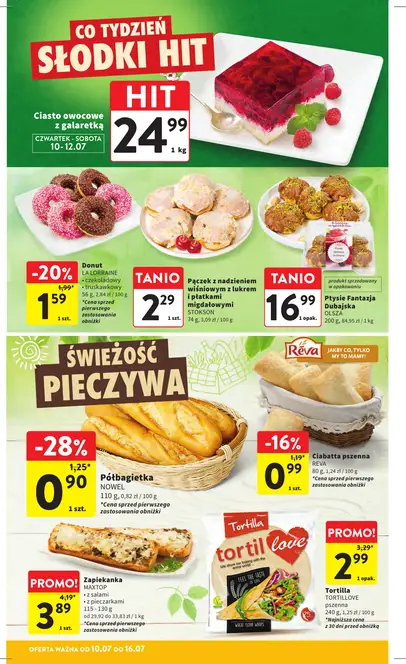 CO TYDZIEŃ
SŁODKI HIT
Ciasto owocowe
z galaretką
CZWARTEK - SOBOTA
10-12.07
HIT
24 99
1 kg
Donut
LA LORRAINE
• czekoladowy
• truskawkowy
56 g, 2,84 zł / 100 g
*Cena sprzed
pierwszego
zastosowania
obniżki
-20%
1,99*
1 59
1 szt.
TANIO
2 29
1 szt.
Pączek z nadzieniem
wiśniowym z lukrem
i płatkami
migdałowymi
STOKSON
74 g, 3,09 zł / 100 g
TANIO
16 99
1 opak.
produkt sprzedawany
w opakowaniu
Ptysie Fantazja
Dubajska
OLSZA
200 g, 84,95 zł / 1 kg
ŚWIEŻOŚĆ
PIECZYWA
Réva
JAKBY CO, TYLKO
MY TO MAMY!
-28%
1,25*
0 90
1 szt.
Półbagietka
NOWEL
110 g, 0,82 zł / 100 g
*Cena sprzed pierwszego
zastosowania obniżki
-16%
1,19*
0 99
1 szt.
Ciabatta pszenna
REVA
80 g, 1,24 zł / 100 g
*Cena sprzed pierwszego
zastosowania obniżki
PROMO!
4,19*
3 89
1 szt.
Zapiekanka
MAXTOP
• z salami
• z pieczarkami
115 - 130 g
od 29,92 do 33,83 zł / 1 kg
*Cena sprzed pierwszego
zastosowania obniżki
Tortilla
tortil love
FEEL THE TASTE
PROMO!
3,29*
2 99
1 opak.
Tortilla
TORTILLOVE
pszenna
240 g, 1,25 zł / 100 g
*Najniższa cena
z 30 dni przed obniżką
OFERTA WAŻNA OD 10.07 DO 16.07